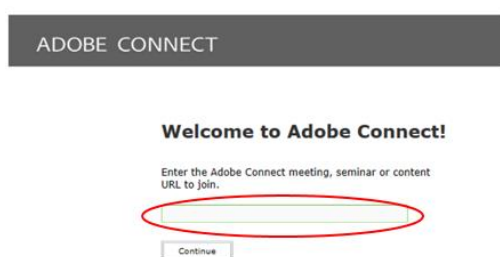 ADOBE CONNECT
Welcome to Adobe Connect!
Enter the Adobe Connect meeting, seminar or content
URL to join.
Continue